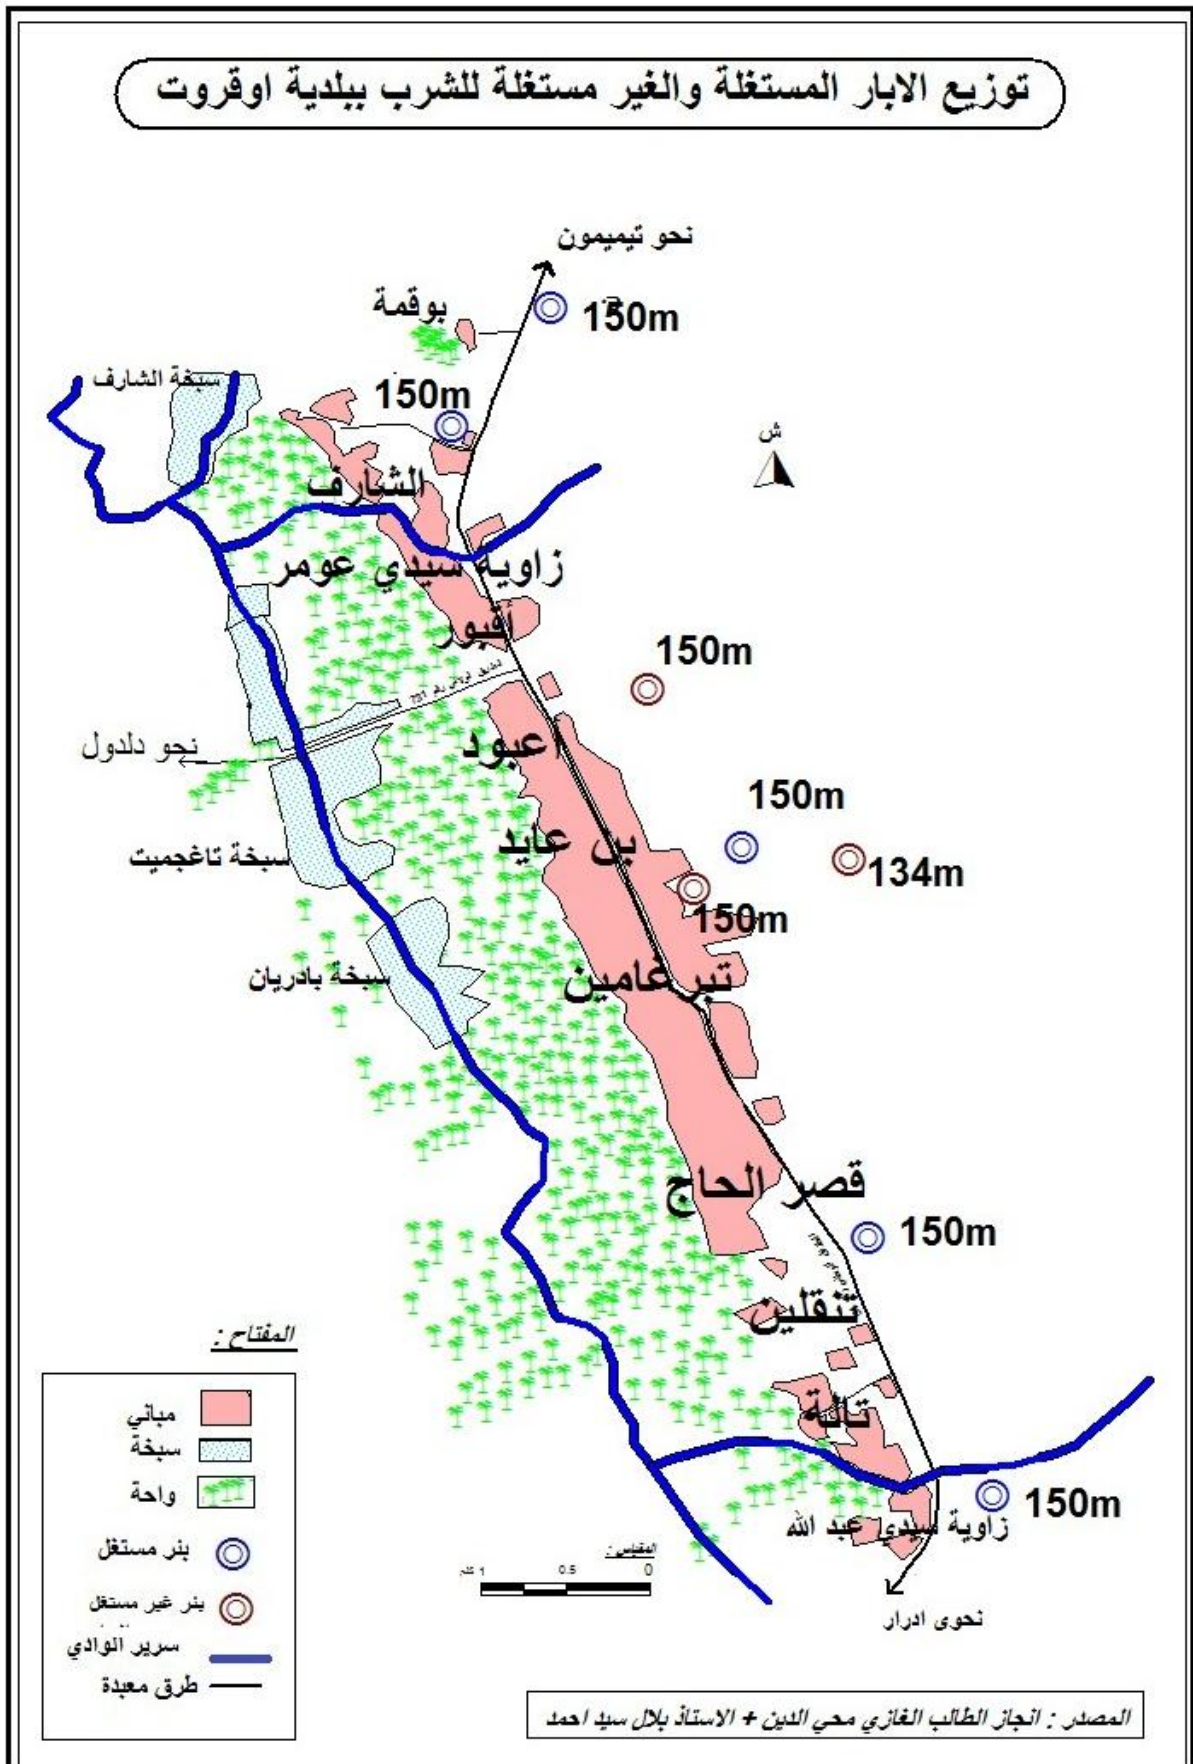 توزيع الابار المستغلة والغير مستغلة للشرب ببلدية اوقروت
نحو تيميمون
بوقمة
150m
سبخة الشارف
150m
ش
الشارف
زاوية سيدي عومر
أقبور
150m
نحو دلدول
اعبود
150m
بن عايد
سبخة تاغجميت
134m
150m
تبرغامين
سبخة بادريان
قصر الحاج
150m
تنقلين
المفتاح :
مباني
سبخة
واحة
بئر مستغل
بئر غير مستغل
سرير الوادي
طرق معبدة
تالة
150m
زاوية سيدي عبد الله
المقياس :
0 0.5 1 كلم
نحوى ادرار
المصدر : انجاز الطالب الغازي محي الدين + الاستاذ بلال سيد احمد